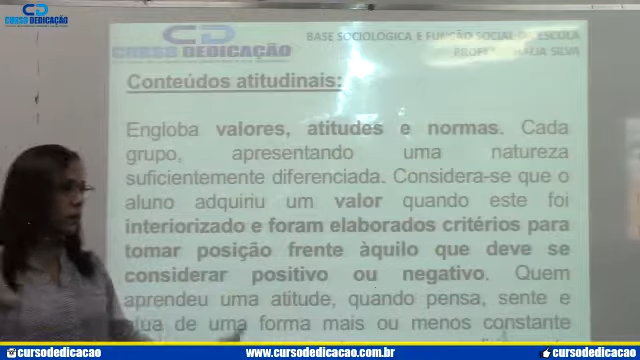 CD
CURSO DEDICAÇÃO
CD
CURSO DEDICAÇÃO
BASE SOCIOLOGICA E FUNÇÃO SOCIAL ESCOLA
SILVA
Conteúdos atitudinais:
Engloba valores, atitudes e normas. Cada
grupo, apresentando uma natureza
suficientemente diferenciada. Considera-se que o
aluno adquiriu um valor quando este foi
interiorizado e foram elaborados critérios para
tomar posição frente àquilo que deve se
considerar positivo ou negativo. Quem
aprendeu uma atitude, quando pensa, sente e
atua de uma forma mais ou menos constante
cursodedicacao
www.cursodedicacao.com.br
/cursodedicacao